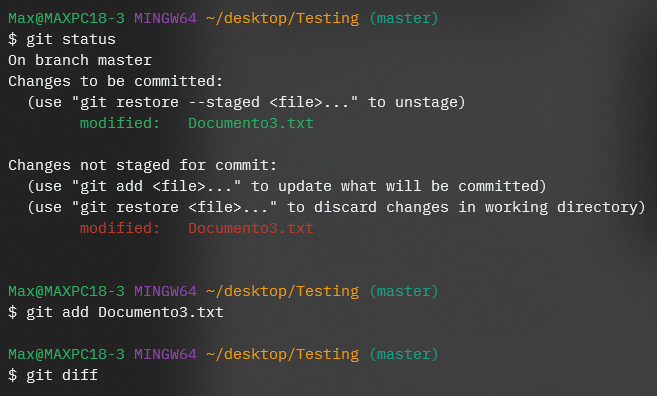 Max@MAXPC18-3 MINGW64 ~/desktop/Testing (master)
$ git status
On branch master
Changes to be committed:
  (use "git restore --staged <file>..." to unstage)
        modified:   Documento3.txt

Changes not staged for commit:
  (use "git add <file>..." to update what will be committed)
  (use "git restore <file>..." to discard changes in working directory)
        modified:   Documento3.txt

Max@MAXPC18-3 MINGW64 ~/desktop/Testing (master)
$ git add Documento3.txt

Max@MAXPC18-3 MINGW64 ~/desktop/Testing (master)
$ git diff